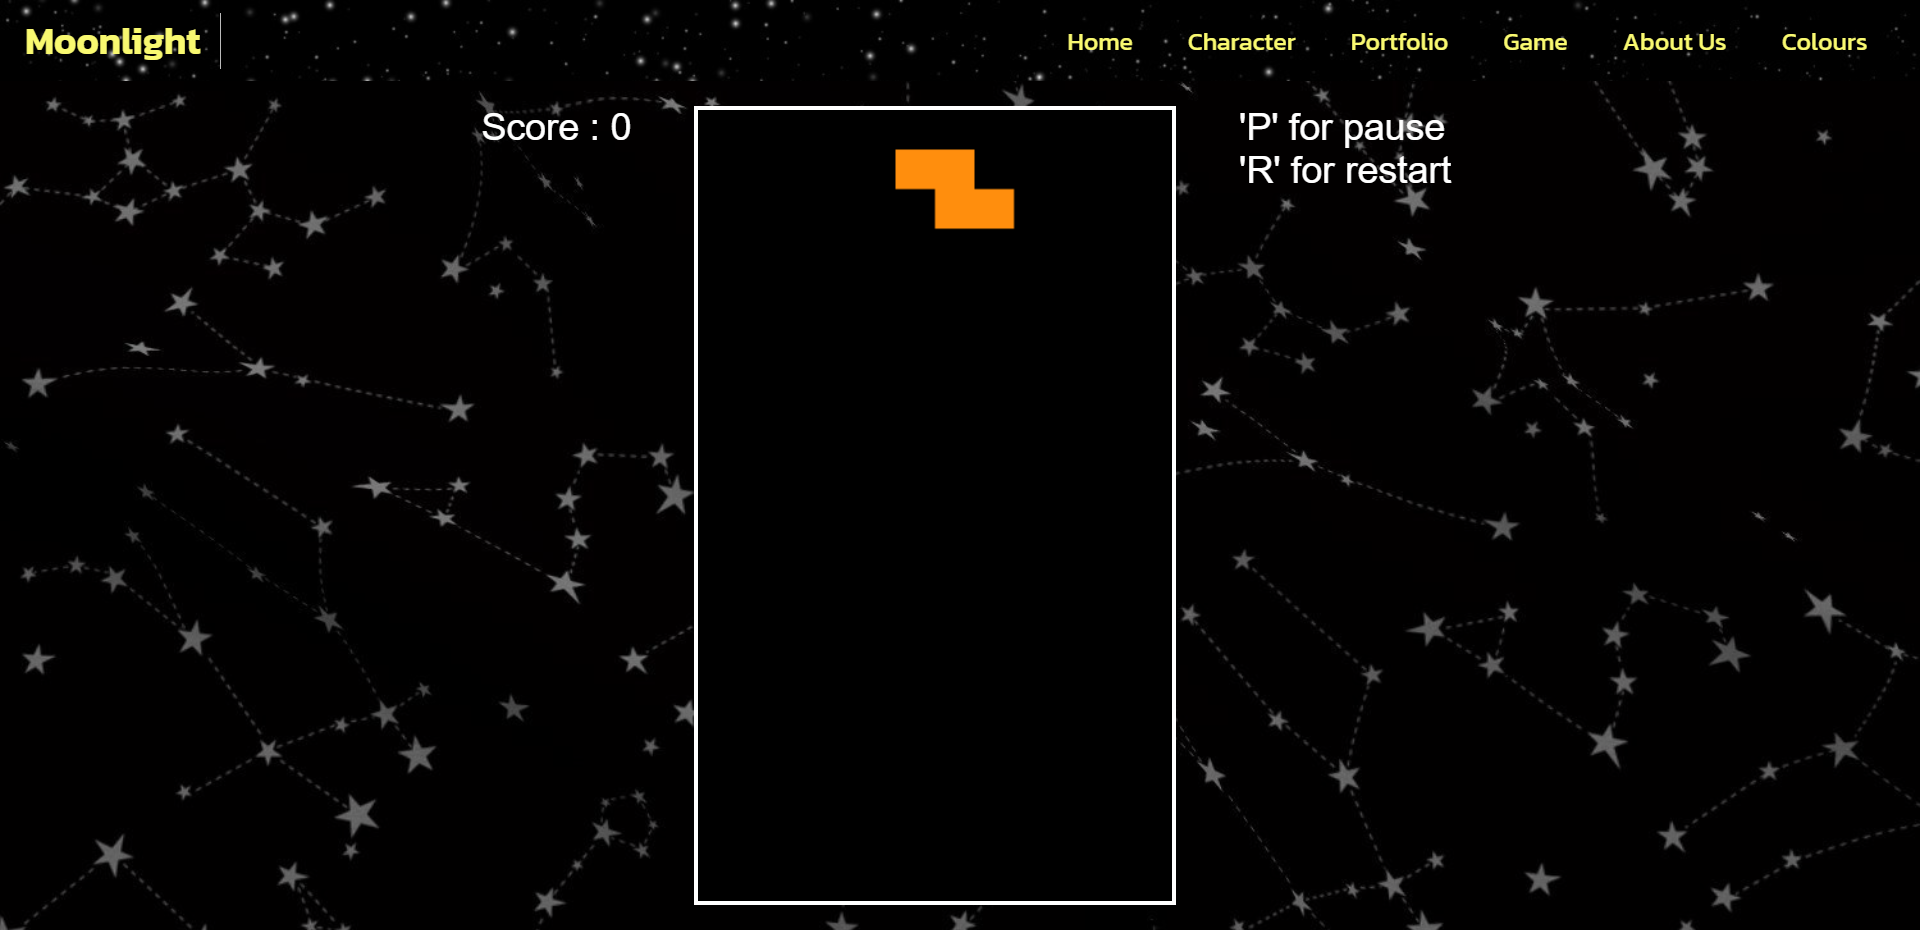 Moonlight
Home Character Portfolio Game About Us Colours
Score : 0
'P' for pause
'R' for restart